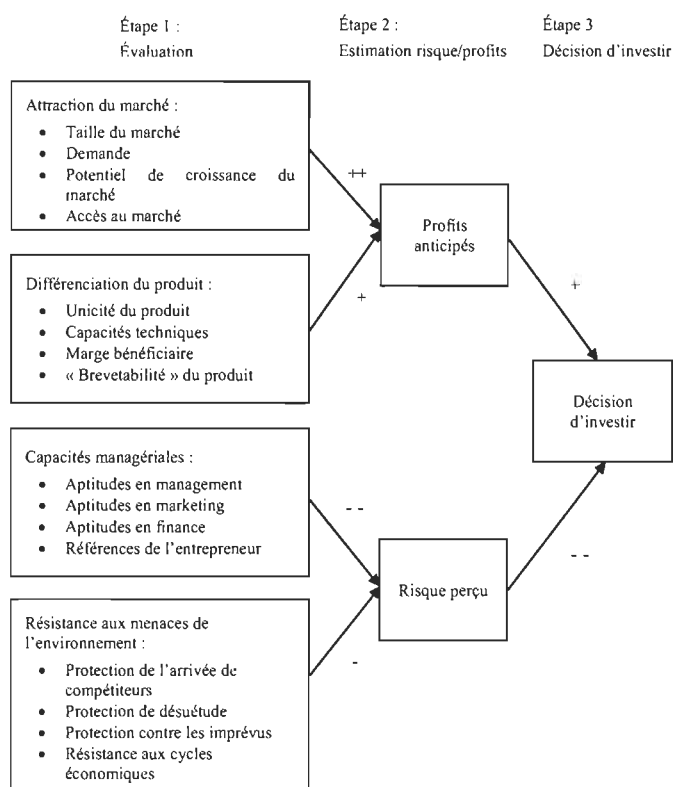 Étape 1 :
Évaluation
Étape 2 :
Estimation risque/profits
Étape 3
Décision d'investir
Attraction du marché :
• Taille du marché
• Demande
• Potentiel de croissance du
marché
• Accès au marché
++
Profits
anticipés
Différenciation du produit :
• Unicité du produit
• Capacités techniques
• Marge bénéficiaire
• « Brevetabilité » du produit
+
+
Décision
d'investir
Capacités managériales :
• Aptitudes en management
• Aptitudes en marketing
• Aptitudes en finance
• Références de l'entrepreneur
- -
Risque perçu
- -
Résistance aux menaces de
l'environnement :
• Protection de l'arrivée de
compétiteurs
• Protection de désuétude
• Protection contre les imprévus
• Résistance aux cycles
économiques
-